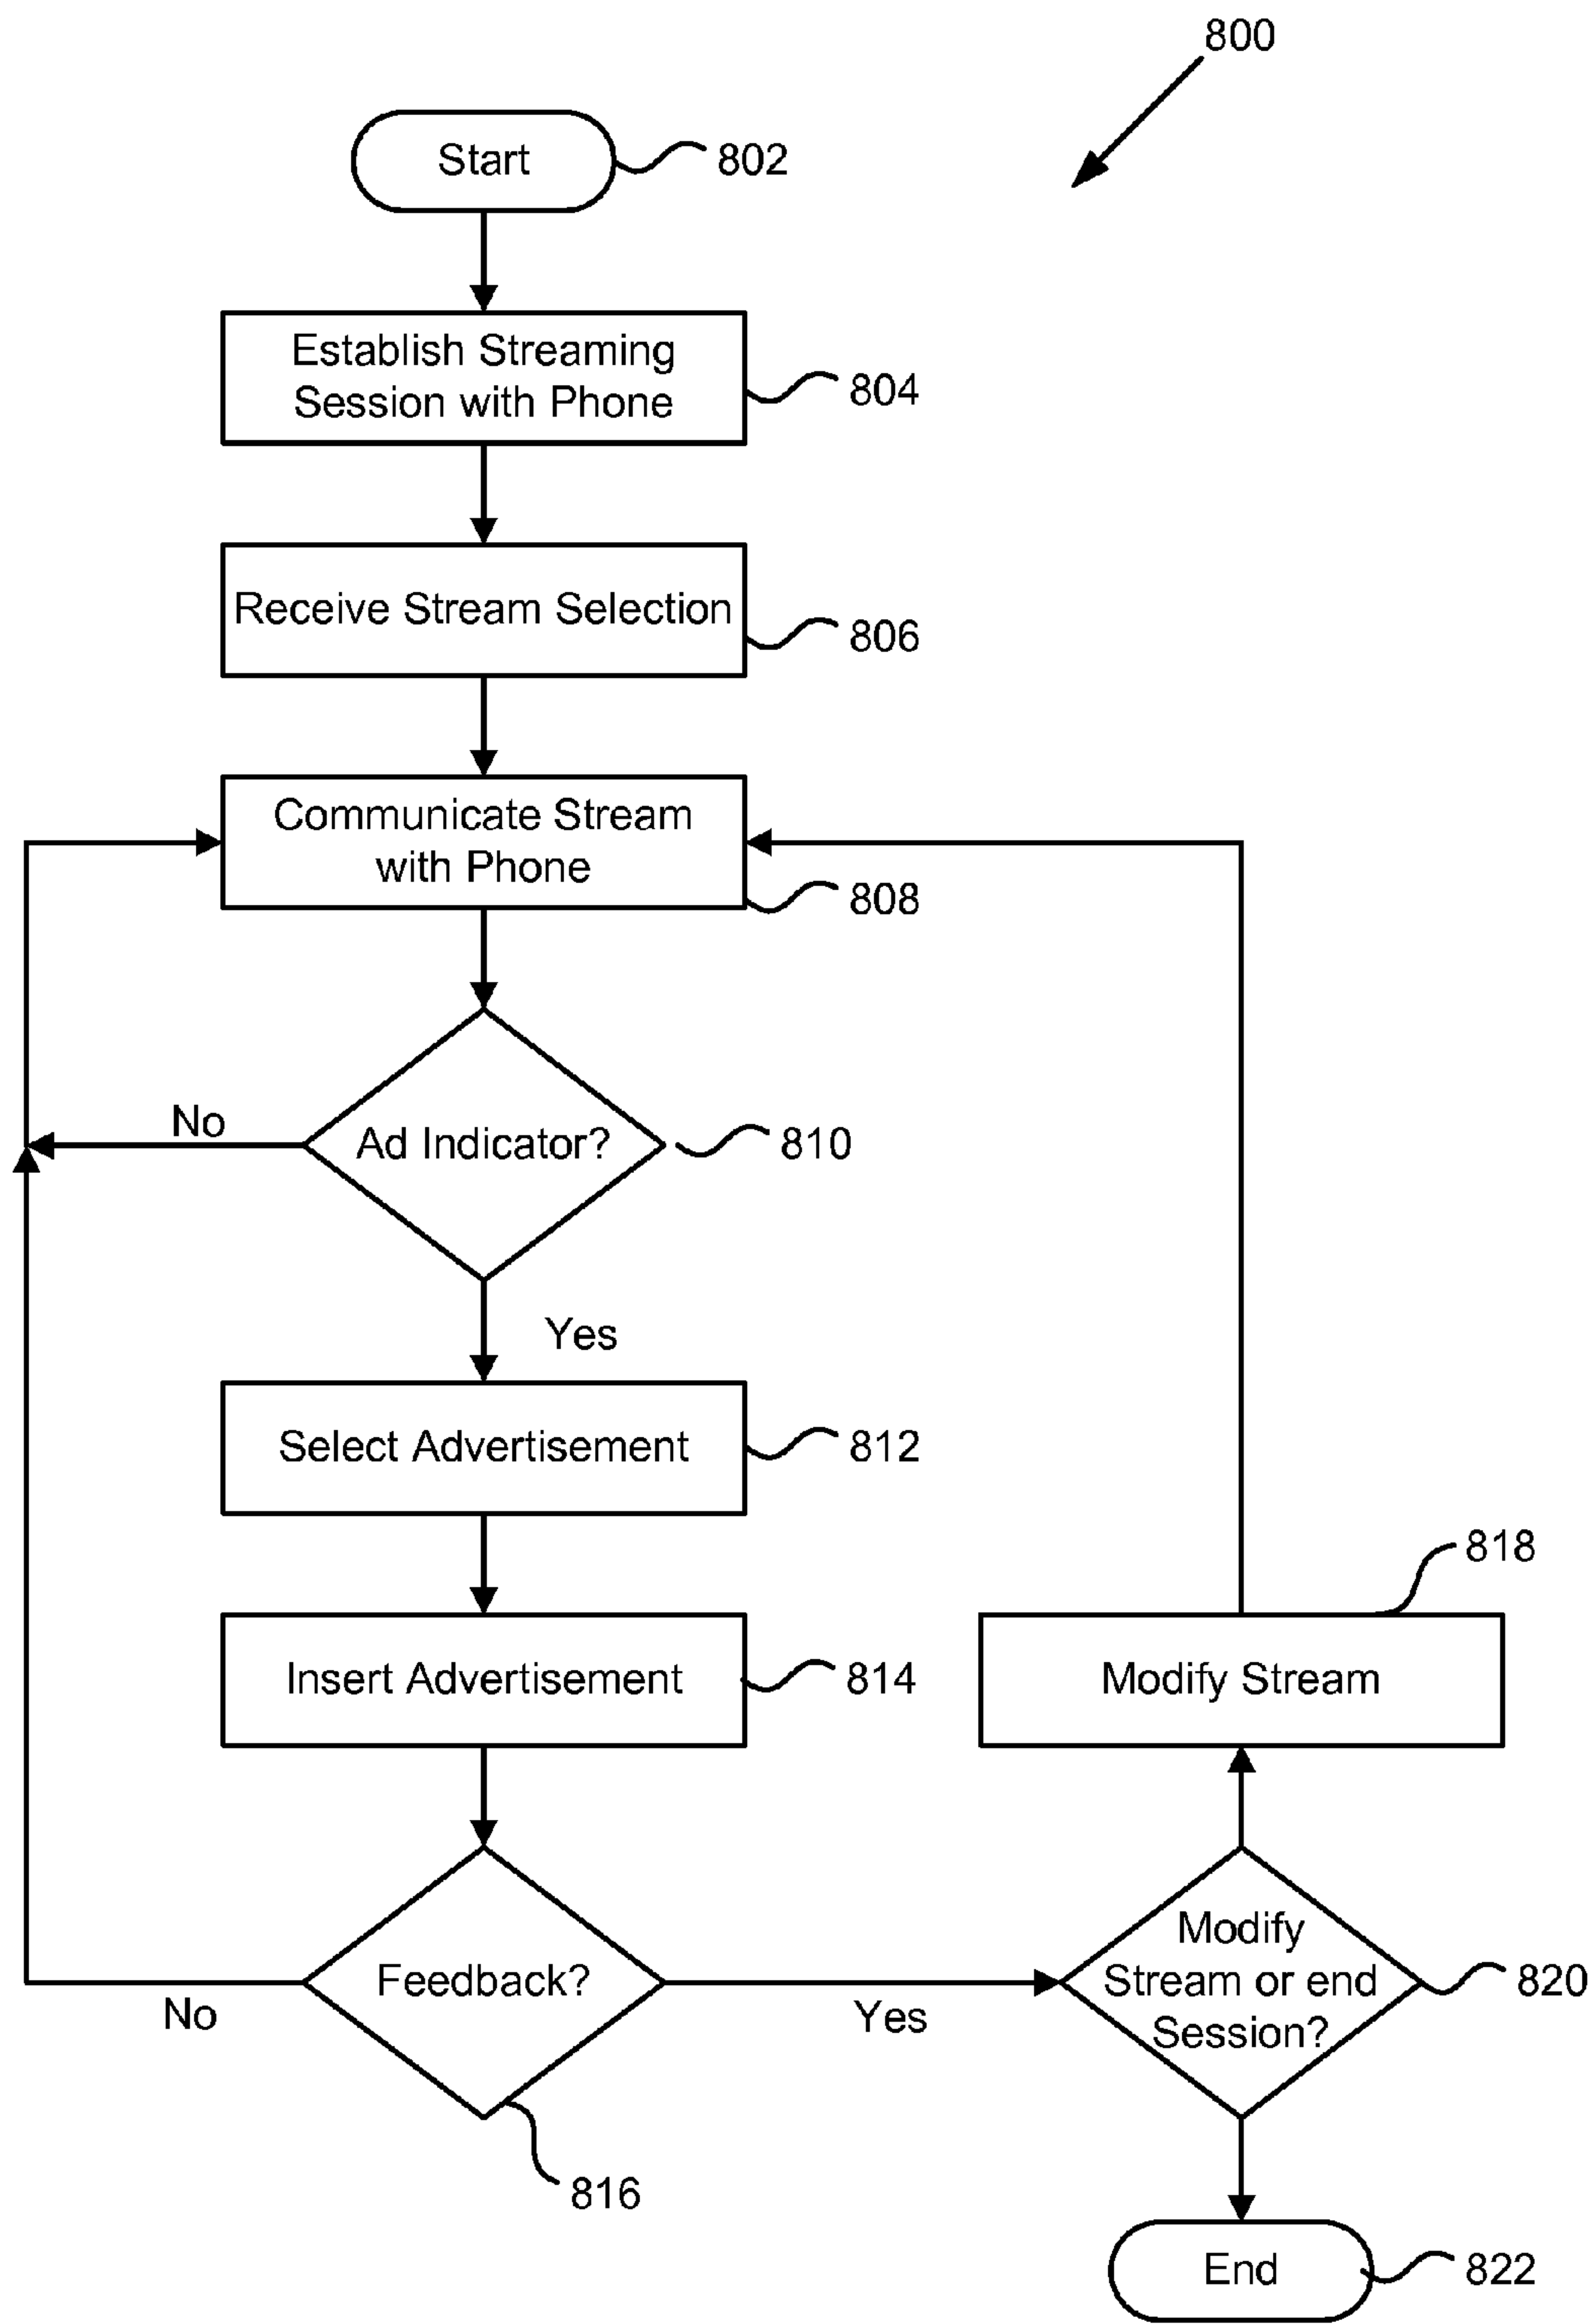 800
Start
802
Establish Streaming
Session with Phone
804
Receive Stream Selection
806
Communicate Stream
with Phone
808
No
Ad Indicator?
810
Yes
Select Advertisement
812
818
Insert Advertisement
814
Modify Stream
Feedback?
No
Yes
816
Modify
Stream or end
Session?
820
End
822